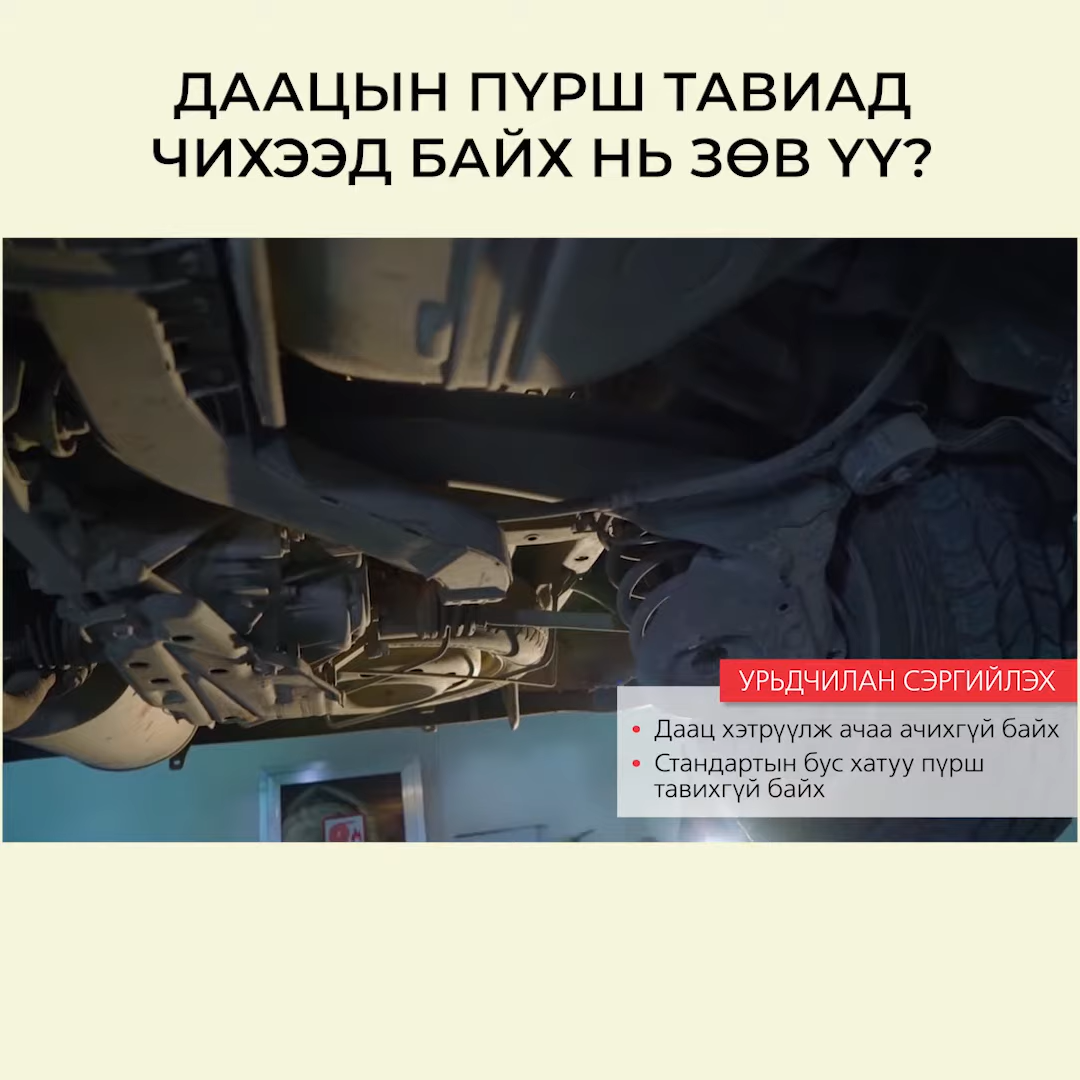 ДААЦЫН ПҮРШ ТАВИАД
ЧИХЭЭД БАЙХ НЬ ЗӨВ ҮҮ?
УРЬДЧИЛАН СЭРГИЙЛЭХ
• Даац хэтрүүлж ачаа ачихгүй байх
• Стандартын бус хатуу пүрш
тавихгүй байх